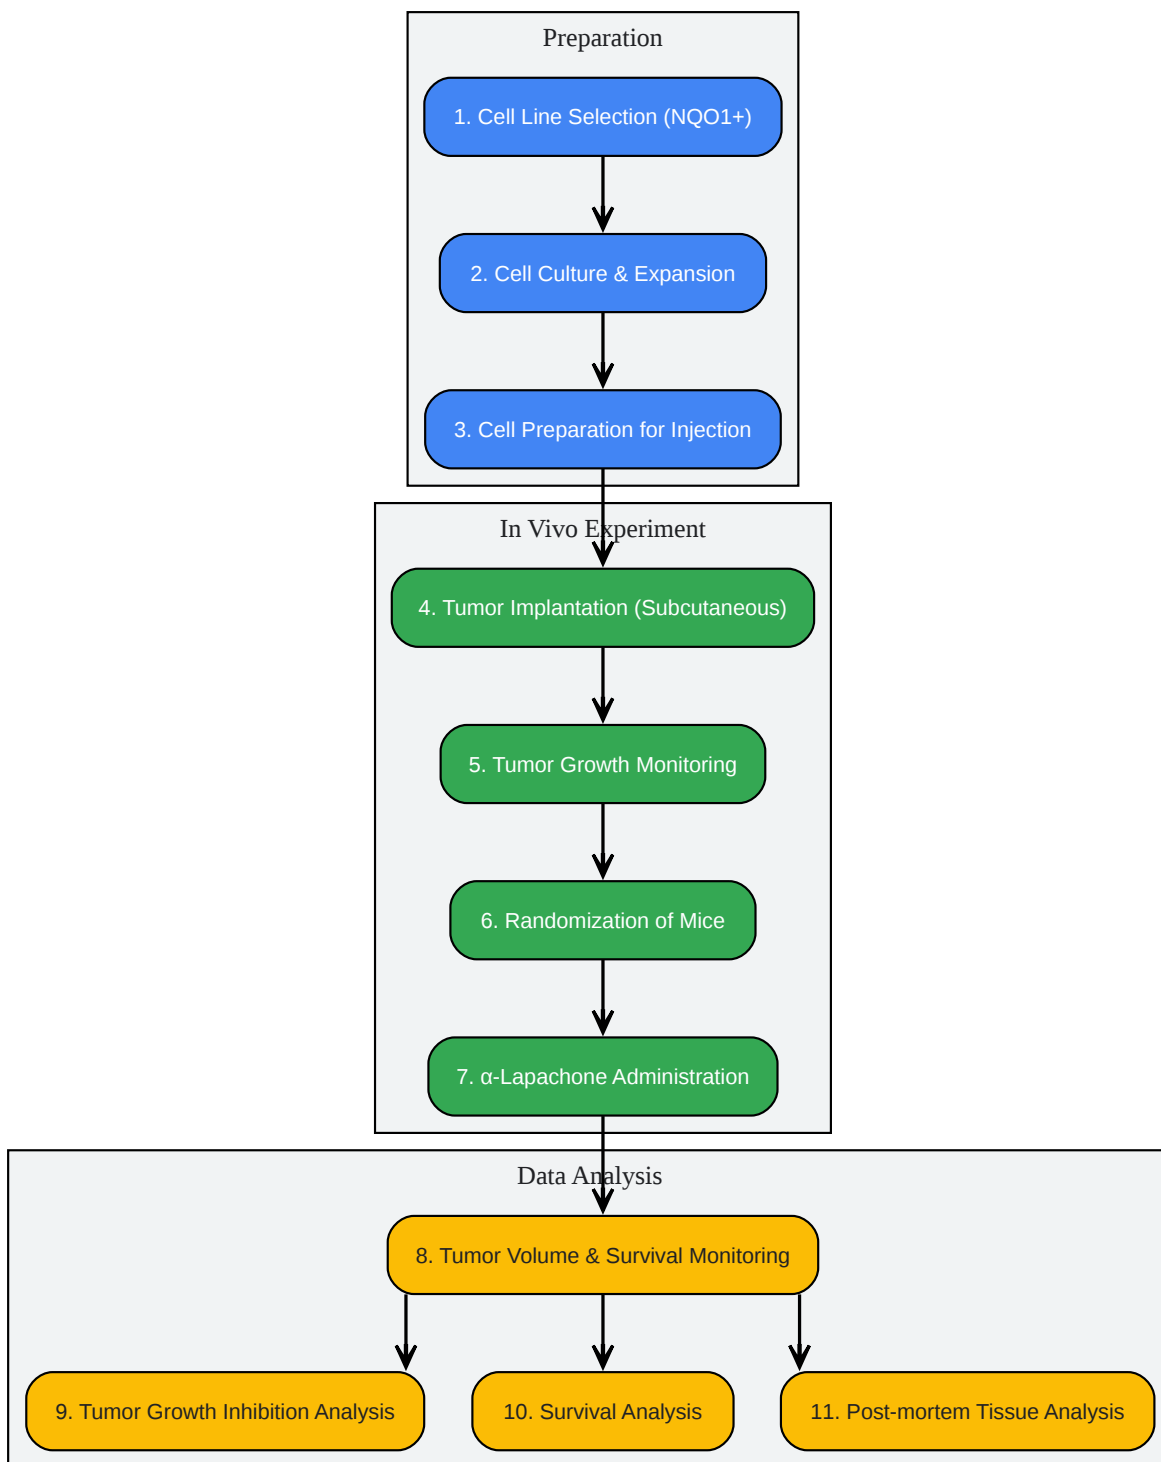 Preparation
1. Cell Line Selection (NQO1+)
2. Cell Culture & Expansion
3. Cell Preparation for Injection
In Vivo Experiment
4. Tumor Implantation (Subcutaneous)
5. Tumor Growth Monitoring
6. Randomization of Mice
7. α-Lapachone Administration
Data Analysis
8. Tumor Volume & Survival Monitoring
9. Tumor Growth Inhibition Analysis
10. Survival Analysis
11. Post-mortem Tissue Analysis